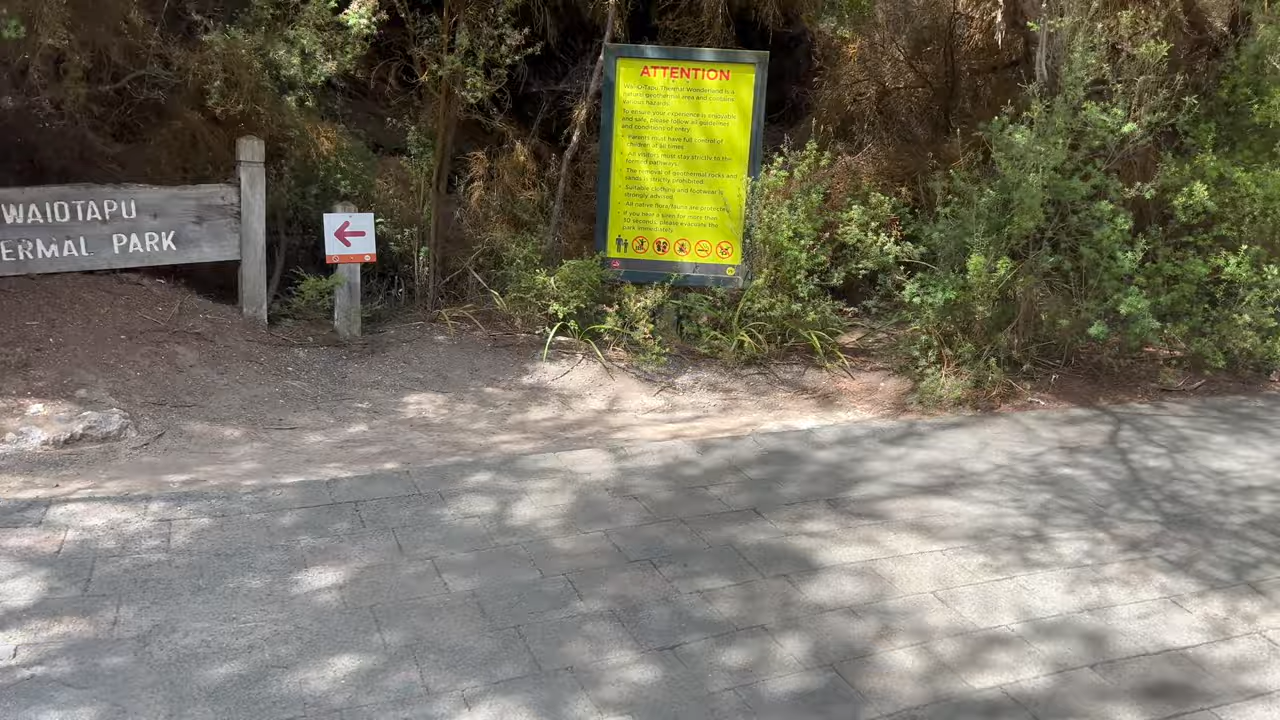 WAIOTAPU
ERMAL PARK
ATTENTION
Wai-O-Tapu Thermal Wonderland is a
natural geothermal area and contains
various hazards.
To ensure your experience is enjoyable
and safe, please follow all guidelines
and conditions of entry.
• Parents must have full control of
children at all times.
• All visitors must stay strictly to the
formed pathways.
• The removal of geothermal rocks and
sands is strictly prohibited.
• Suitable clothing and footwear is
strongly advised.
• All native flora/fauna are protected.
• If you hear a siren for more than
30 seconds, please evacuate the
park immediately.